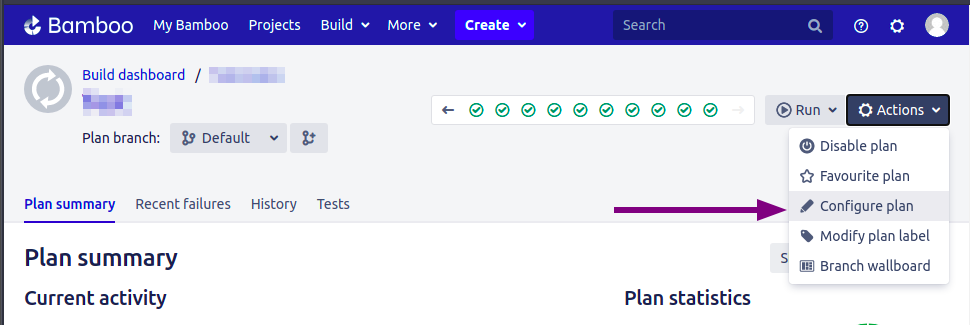 Bamboo My Bamboo Projects Build More Create Search
Build dashboard /
Run Actions
Plan branch: Default
Disable plan
Favourite plan
Configure plan
Modify plan label
Branch wallboard
Plan summary Recent failures History Tests
Plan summary
S
Current activity Plan statistics